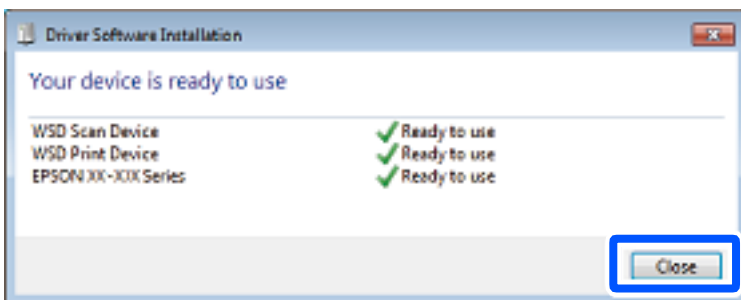 Driver Software Installation
Your device is ready to use
WSD Scan Device Ready to use
WSD Print Device Ready to use
EPSON XX-XXX Series Ready to use
Close